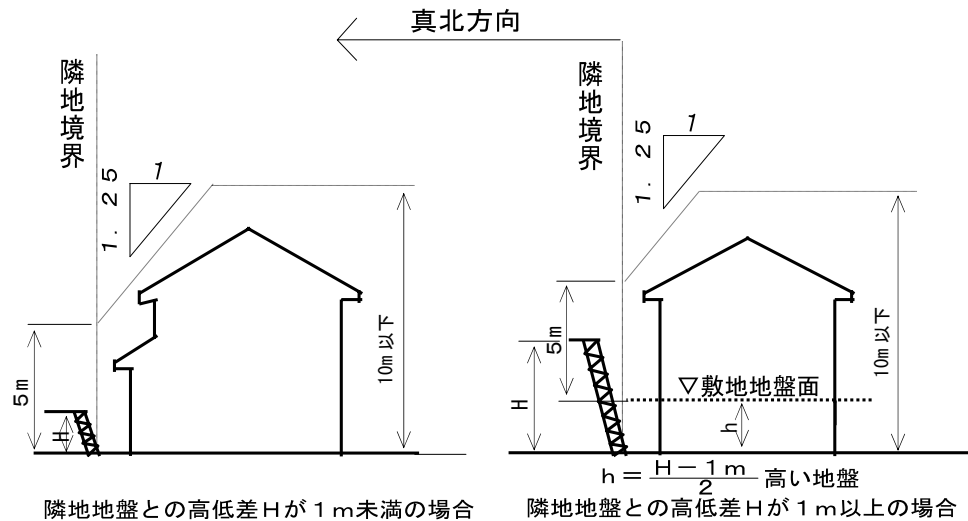 真北方向
隣地境界
1.25
1
5m
H
10m以下
隣地地盤との高低差Hが1m未満の場合
隣地境界
1.25
1
5m
H
▽敷地地盤面
h
10m以下
h=H-1m/2 高い地盤
隣地地盤との高低差Hが1m以上の場合